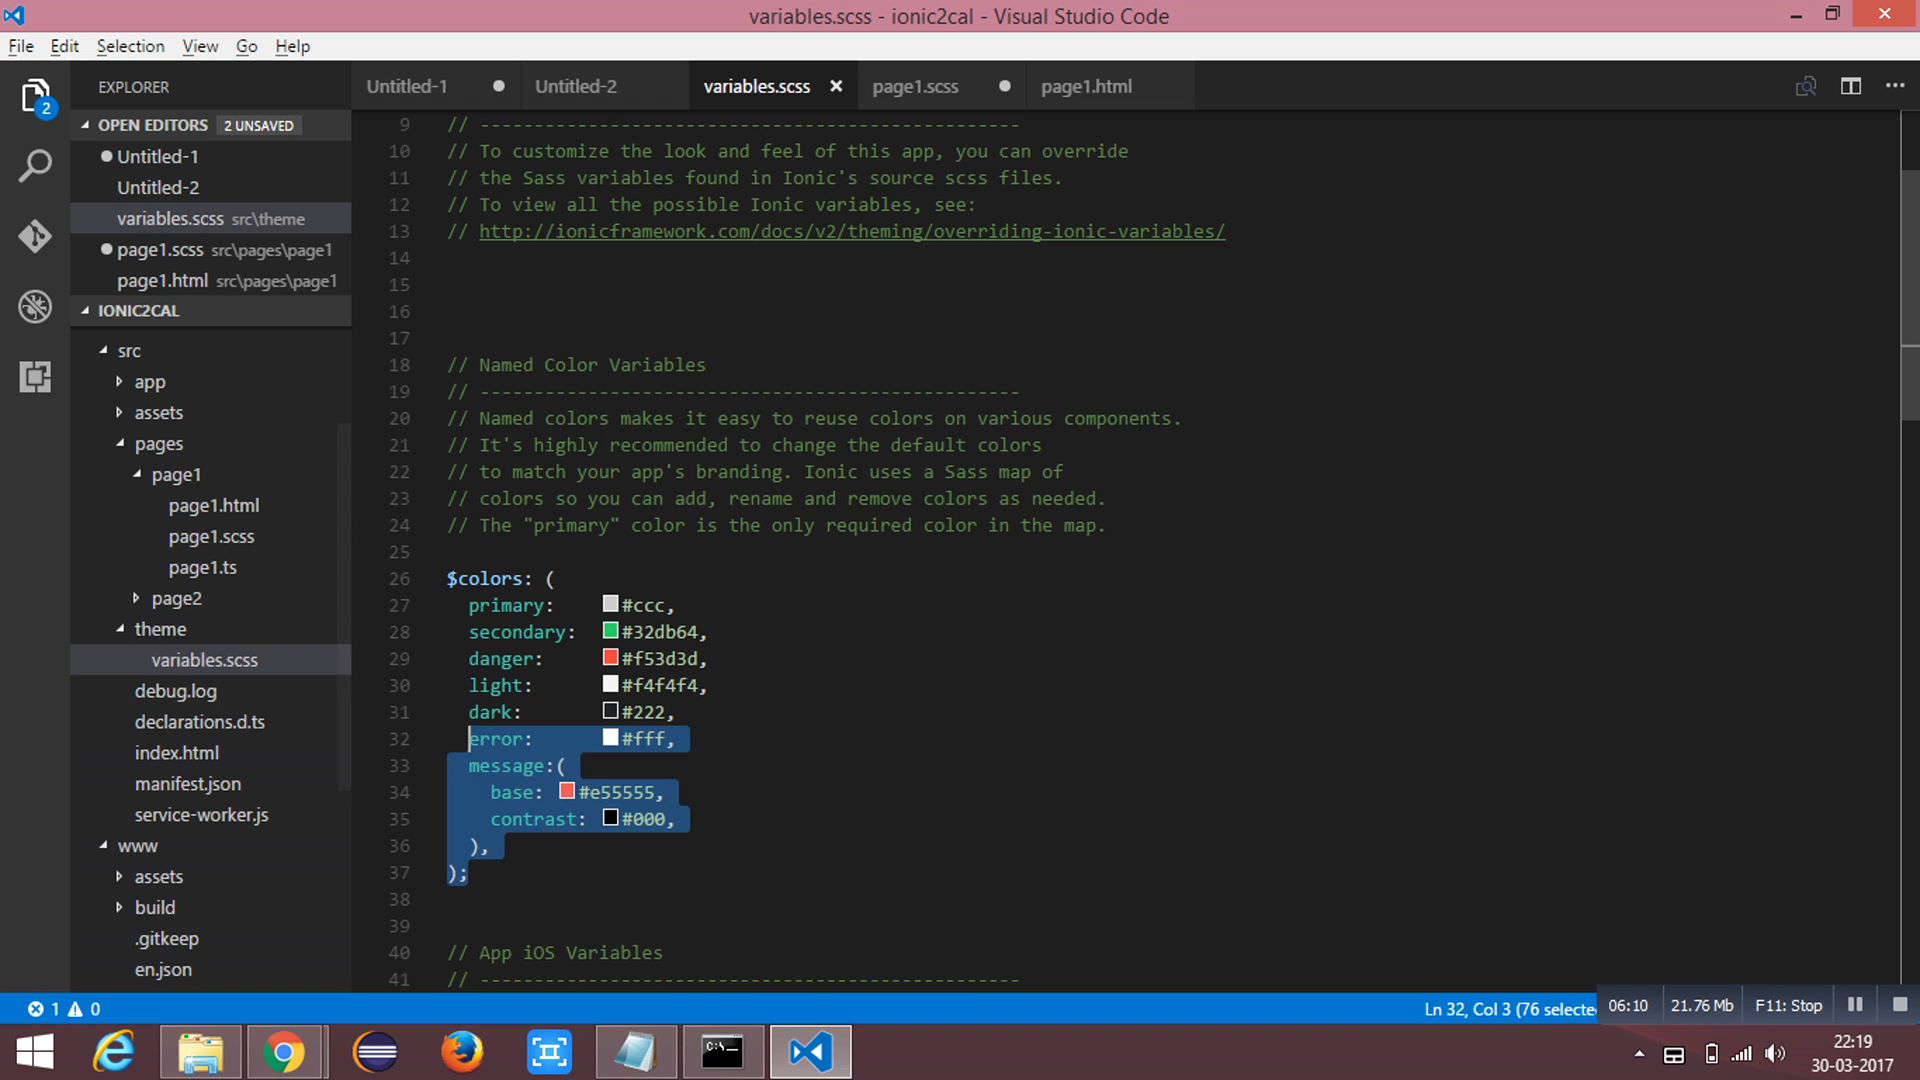 variables.scss - ionic2cal - Visual Studio Code
File Edit Selection View Go Help
EXPLORER
Untitled-1 Untitled-2 variables.scss page1.scss page1.html
OPEN EDITORS 2 UNSAVED
Untitled-1
Untitled-2
variables.scss src\theme
page1.scss src\pages\page1
page1.html src\pages\page1
IONIC2CAL
src
app
assets
pages
page1
page1.html
page1.scss
page1.ts
page2
theme
variables.scss
debug.log
declarations.d.ts
index.html
manifest.json
service-worker.js
www
assets
build
.gitkeep
en.json
2
9 // --------------------------------------------------
10 // To customize the look and feel of this app, you can override
11 // the Sass variables found in Ionic's source scss files.
12 // To view all the possible Ionic variables, see:
13 // http://ionicframework.com/docs/v2/theming/overriding-ionic-variables/
14
15
16
17
18 // Named Color Variables
19 // --------------------------------------------------
20 // Named colors makes it easy to reuse colors on various components.
21 // It's highly recommended to change the default colors
22 // to match your app's branding. Ionic uses a Sass map of
23 // colors so you can add, rename and remove colors as needed.
24 // The "primary" color is the only required color in the map.
25
26 $colors: (
27 primary: #ccc,
28 secondary: #32db64,
29 danger: #f53d3d,
30 light: #f4f4f4,
31 dark: #222,
32 error: #fff,
33 message:(
34 base: #e55555,
35 contrast: #000,
36 ),
37 );
38
39
40 // App iOS Variables
41 // --------------------------------------------------
1 0
Ln 32, Col 3 (76 selecte
06:10 21.76 Mb F11: Stop
22:19
30-03-2017